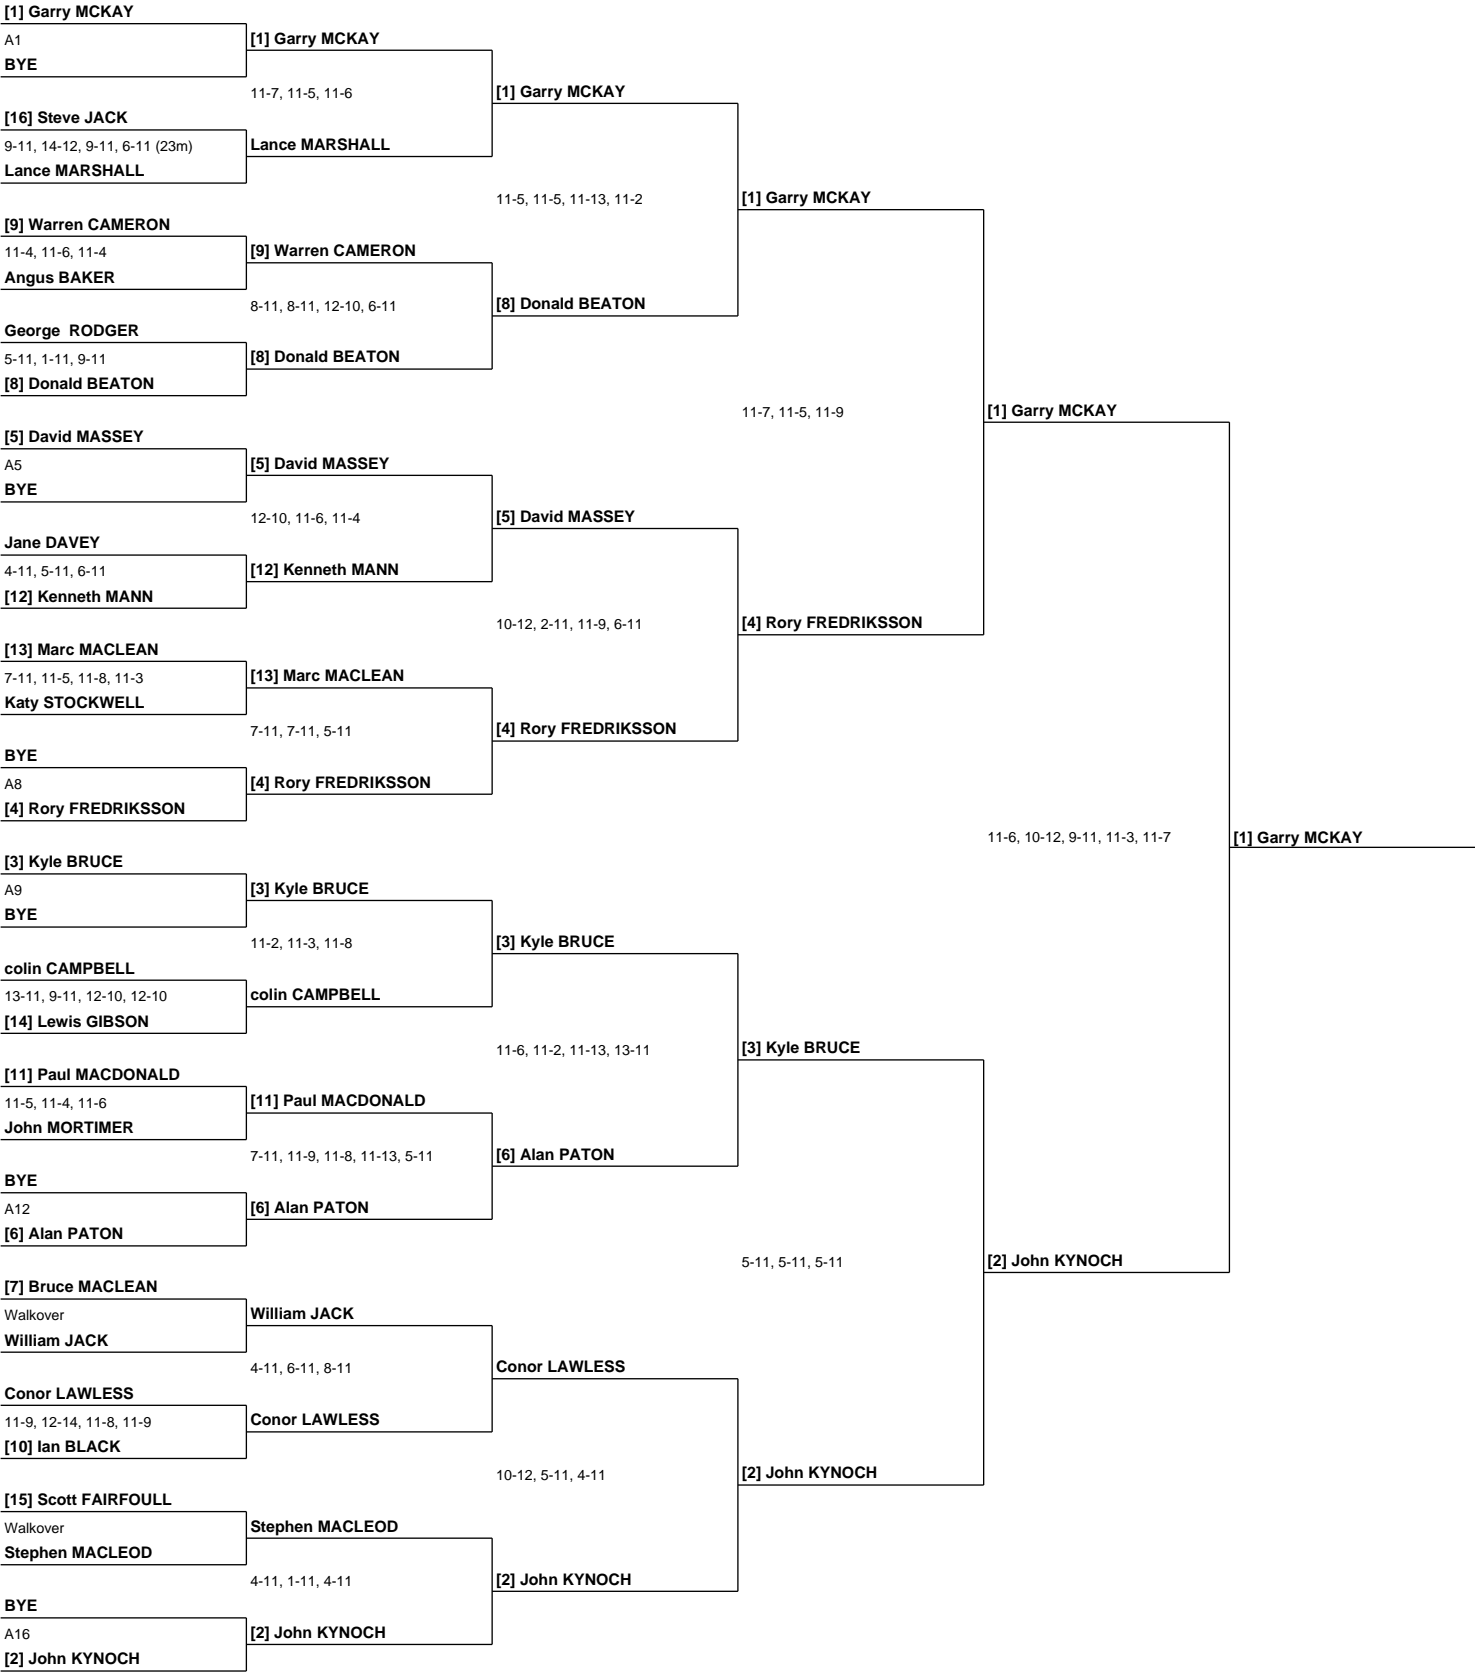 [1] Garry MCKAY
A1
BYE
[16] Steve JACK
9-11, 14-12, 9-11, 6-11 (23m)
Lance MARSHALL
[9] Warren CAMERON
11-4, 11-6, 11-4
Angus BAKER
George  RODGER
5-11, 1-11, 9-11
[8] Donald BEATON
[5] David MASSEY
A5
BYE
Jane DAVEY
4-11, 5-11, 6-11
[12] Kenneth MANN
[13] Marc MACLEAN
7-11, 11-5, 11-8, 11-3
Katy STOCKWELL
BYE
A8
[4] Rory FREDRIKSSON
[3] Kyle BRUCE
A9
BYE
colin CAMPBELL
13-11, 9-11, 12-10, 12-10
[14] Lewis GIBSON
[11] Paul MACDONALD
11-5, 11-4, 11-6
John MORTIMER
BYE
A12
[6] Alan PATON
[7] Bruce MACLEAN
Walkover
William JACK
Conor LAWLESS
11-9, 12-14, 11-8, 11-9
[10] Ian BLACK
[15] Scott FAIRFOULL
Walkover
Stephen MACLEOD
BYE
A16
[2] John KYNOCH
[1] Garry MCKAY
11-7, 11-5, 11-6
Lance MARSHALL
[9] Warren CAMERON
8-11, 8-11, 12-10, 6-11
[8] Donald BEATON
[5] David MASSEY
12-10, 11-6, 11-4
[12] Kenneth MANN
[13] Marc MACLEAN
7-11, 7-11, 5-11
[4] Rory FREDRIKSSON
[3] Kyle BRUCE
11-2, 11-3, 11-8
colin CAMPBELL
[11] Paul MACDONALD
7-11, 11-9, 11-8, 11-13, 5-11
[6] Alan PATON
William JACK
4-11, 6-11, 8-11
Conor LAWLESS
Stephen MACLEOD
4-11, 1-11, 4-11
[2] John KYNOCH
[1] Garry MCKAY
11-5, 11-5, 11-13, 11-2
[8] Donald BEATON
[5] David MASSEY
10-12, 2-11, 11-9, 6-11
[4] Rory FREDRIKSSON
[3] Kyle BRUCE
11-6, 11-2, 11-13, 13-11
[6] Alan PATON
Conor LAWLESS
10-12, 5-11, 4-11
[2] John KYNOCH
[1] Garry MCKAY
11-7, 11-5, 11-9
[4] Rory FREDRIKSSON
[3] Kyle BRUCE
5-11, 5-11, 5-11
[2] John KYNOCH
[1] Garry MCKAY
11-6, 10-12, 9-11, 11-3, 11-7
[2] John KYNOCH
[1] Garry MCKAY